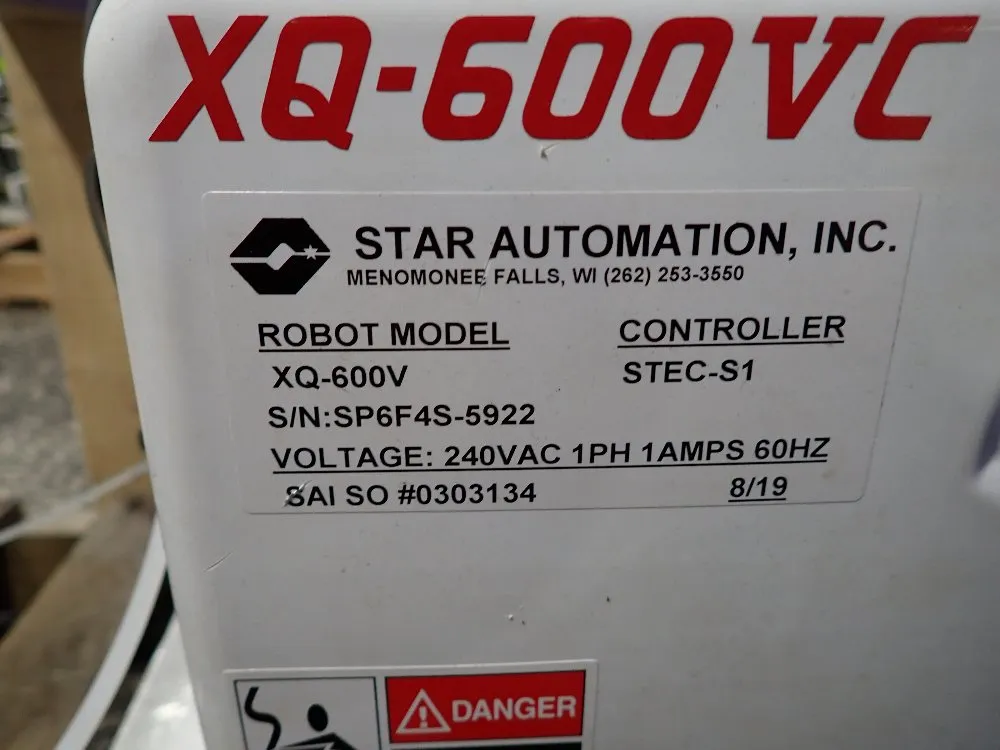 XQ-600VC
STAR AUTOMATION, INC.
MENOMONEE FALLS, WI (262) 253-3550
ROBOT MODEL CONTROLLER
XQ-600V STEC-S1
S/N:SP6F4S-5922
VOLTAGE: 240VAC 1PH 1AMPS 60HZ
SAI SO #0303134 8/19
DANGER